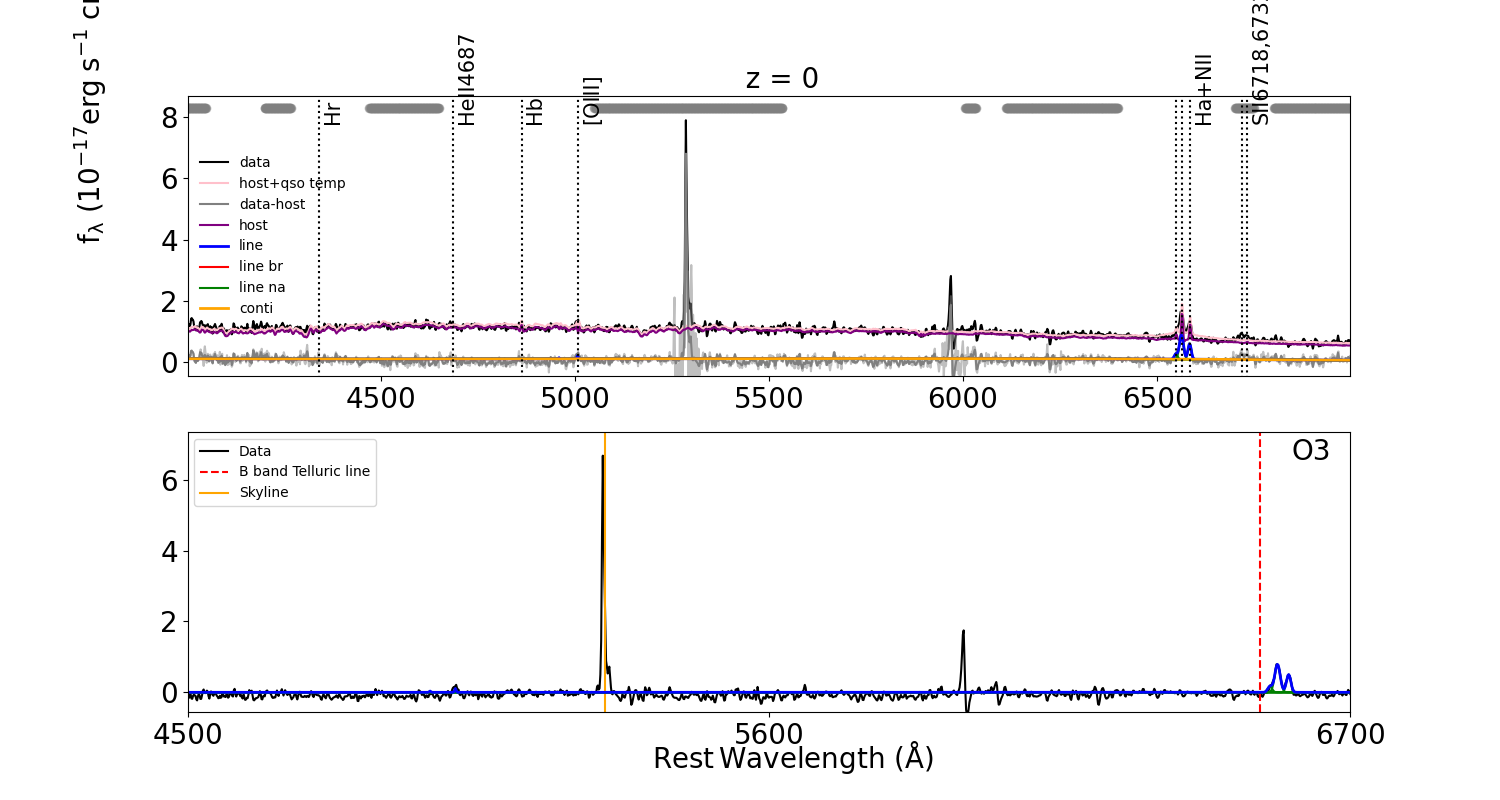 z = 0
f_λ (10^−17 erg s^−1
Hr
HeII4687
Hb
[OIII]
Ha+NII
SII6718,673
8
6
4
2
0
data
host+qso temp
data-host
host
line
line br
line na
conti
4500
5000
5500
6000
6500
O3
Data
B band Telluric line
Skyline
6
4
2
0
4500
5600
6700
Rest Wavelength (Å)